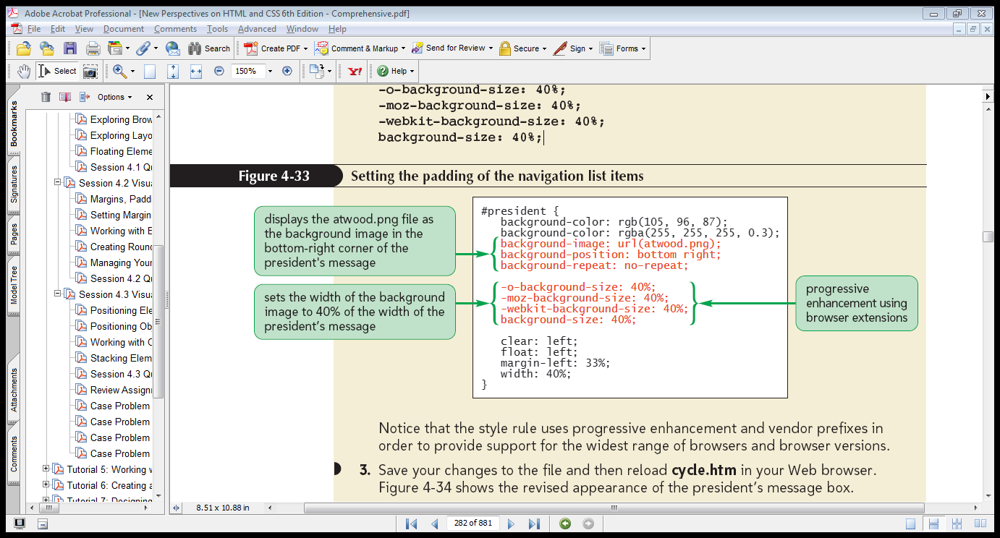 Adobe Acrobat Professional - [New Perspectives on HTML and CSS 6th Edition - Comprehensive.pdf]
File Edit View Document Comments Tools Advanced Window Help
Search Create PDF Comment & Markup Send for Review Secure Sign Forms
Select 150% Y! Help
Bookmarks
Signatures
Pages
Model Tree
Attachments
Comments
Options
Exploring Brow
Exploring Layo
Floating Eleme
Session 4.1 Qu
Session 4.2 Visua
Margins, Padd
Setting Margin
Working with E
Creating Roun
Managing Your
Session 4.2 Q
Session 4.3 Visua
Positioning Ele
Positioning Ob
Working with C
Stacking Elem
Session 4.3 Q
Review Assign
Case Problem
Case Problem
Case Problem
Case Problem
Tutorial 5: Working w
Tutorial 6: Creating a
Tutorial 7: Designing
-o-background-size: 40%;
-moz-background-size: 40%;
-webkit-background-size: 40%;
background-size: 40%;
Figure 4-33 Setting the padding of the navigation list items
displays the atwood.png file as
the background image in the
bottom-right corner of the
president's message
sets the width of the background
image to 40% of the width of the
president's message
#president {
background-color: rgb(105, 96, 87);
background-color: rgba(255, 255, 255, 0.3);
background-image: url(atwood.png);
background-position: bottom right;
background-repeat: no-repeat;
-o-background-size: 40%;
-moz-background-size: 40%;
-webkit-background-size: 40%;
background-size: 40%;
clear: left;
float: left;
margin-left: 33%;
width: 40%;
}
progressive
enhancement using
browser extensions
Notice that the style rule uses progressive enhancement and vendor prefixes in
order to provide support for the widest range of browsers and browser versions.
3. Save your changes to the file and then reload cycle.htm in your Web browser.
Figure 4-34 shows the revised appearance of the president's message box.
8.51 x 10.88 in
282 of 881